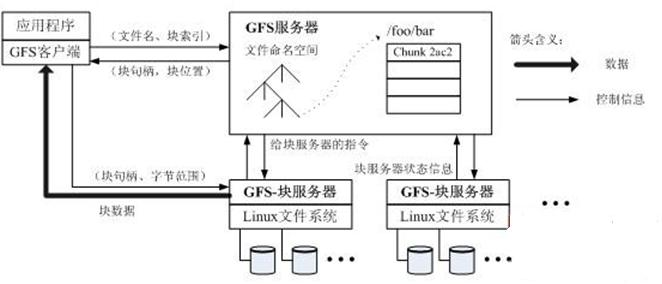 应用程序
GFS客户端
(文件名、块索引)
(块句柄，块位置)
GFS服务器
文件命名空间
/foo/bar
Chunk 2ac2
箭头含义:
数据
控制信息
给块服务器的指令
块服务器状态信息
(块句柄、字节范围)
块数据
GFS-块服务器
Linux文件系统
GFS-块服务器
Linux文件系统